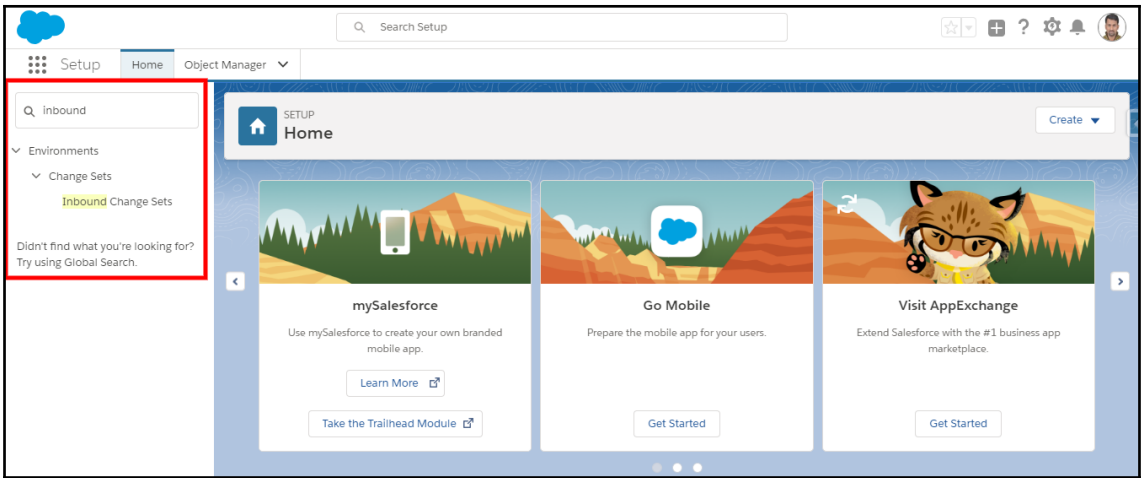 Search Setup
Setup
Home
Object Manager
inbound
Environments
Change Sets
Inbound Change Sets
Didn't find what you're looking for?
Try using Global Search.
SETUP
Home
Create
mySalesforce
Use mySalesforce to create your own branded
mobile app.
Learn More
Take the Trailhead Module
Go Mobile
Prepare the mobile app for your users.
Get Started
Visit AppExchange
Extend Salesforce with the #1 business app
marketplace.
Get Started